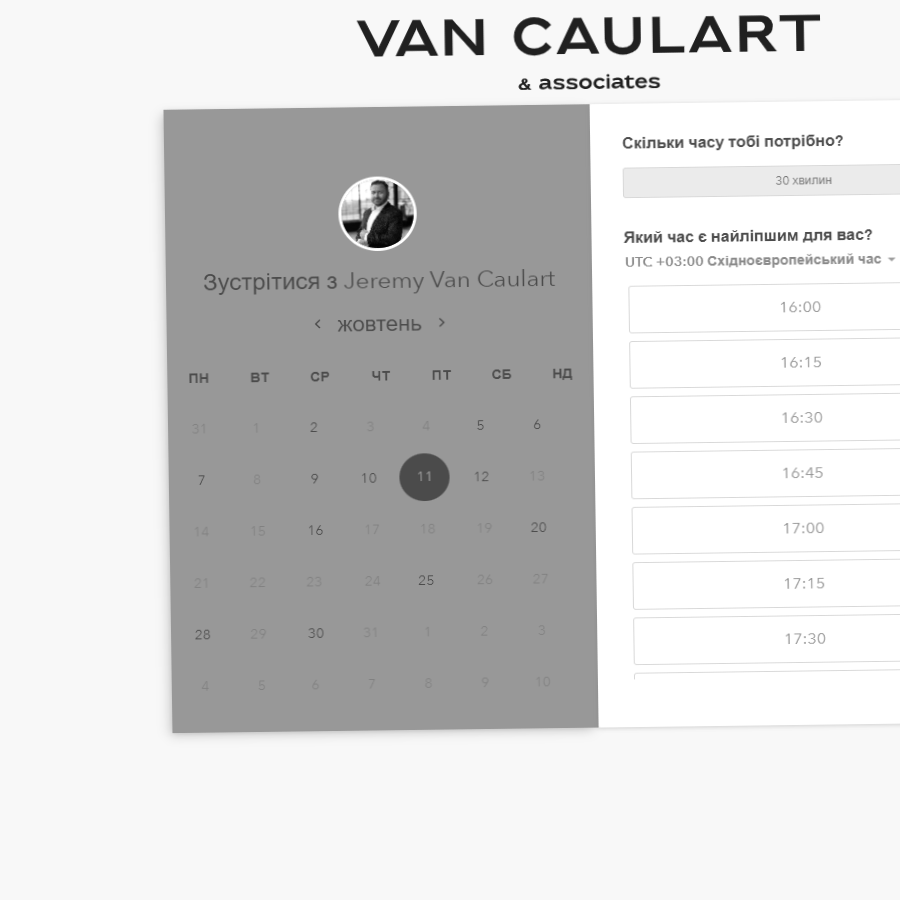 VAN CAULART
& associates
Зустрітися з Jeremy Van Caulart
жовтень
ПН ВТ СР ЧТ ПТ СБ НД
31 1 2 3 4 5 6
7 8 9 10 11 12 13
14 15 16 17 18 19 20
21 22 23 24 25 26 27
28 29 30 31 1 2 3
4 5 6 7 8 9 10
Скільки часу тобі потрібно?
30 хвилин
Який час є найліпшим для вас?
UTC +03:00 Східноєвропейський час
16:00
16:15
16:30
16:45
17:00
17:15
17:30